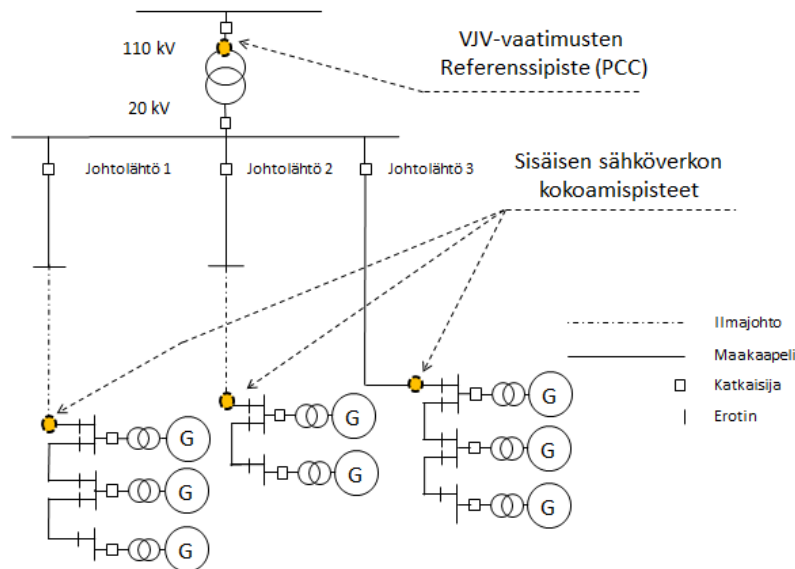 110 kV
VJV-vaatimusten
Referenssipiste (PCC)
20 kV
Johtolähtö 1
Johtolähtö 2
Johtolähtö 3
Sisäisen sähköverkon
kokoamispisteet
Ilmajohto
Maakaapeli
Katkaisija
Erotin
G
G
G
G
G
G
G
G